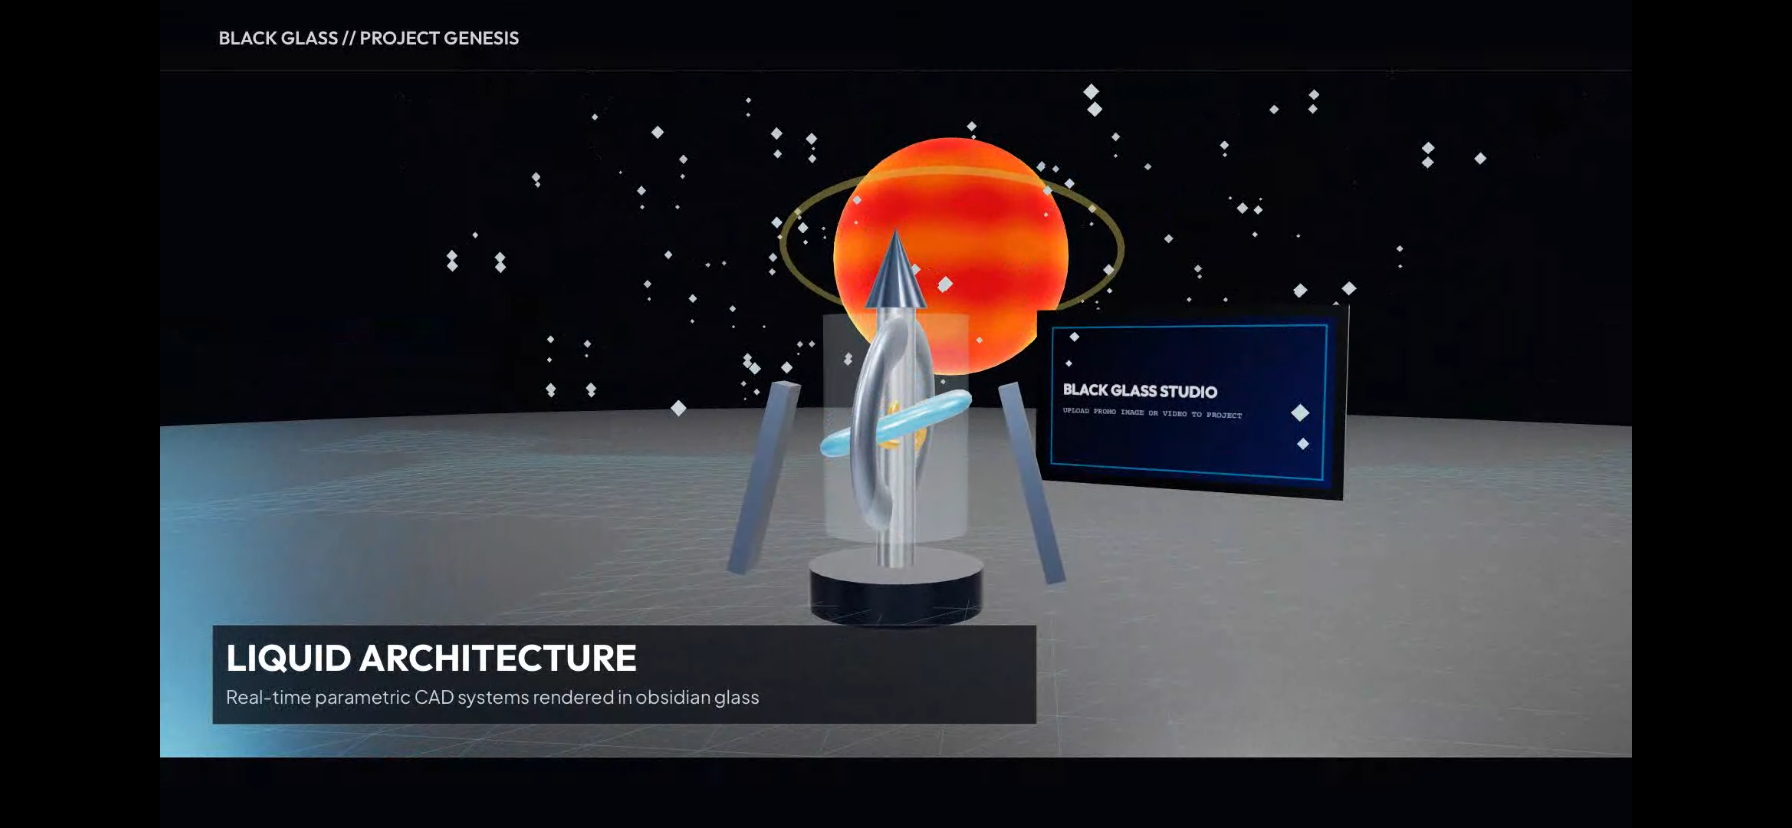 BLACK GLASS // PROJECT GENESIS
BLACK GLASS STUDIO
UPLOAD PROMO IMAGE OR VIDEO TO PROJECT
LIQUID ARCHITECTURE
Real-time parametric CAD systems rendered in obsidian glass